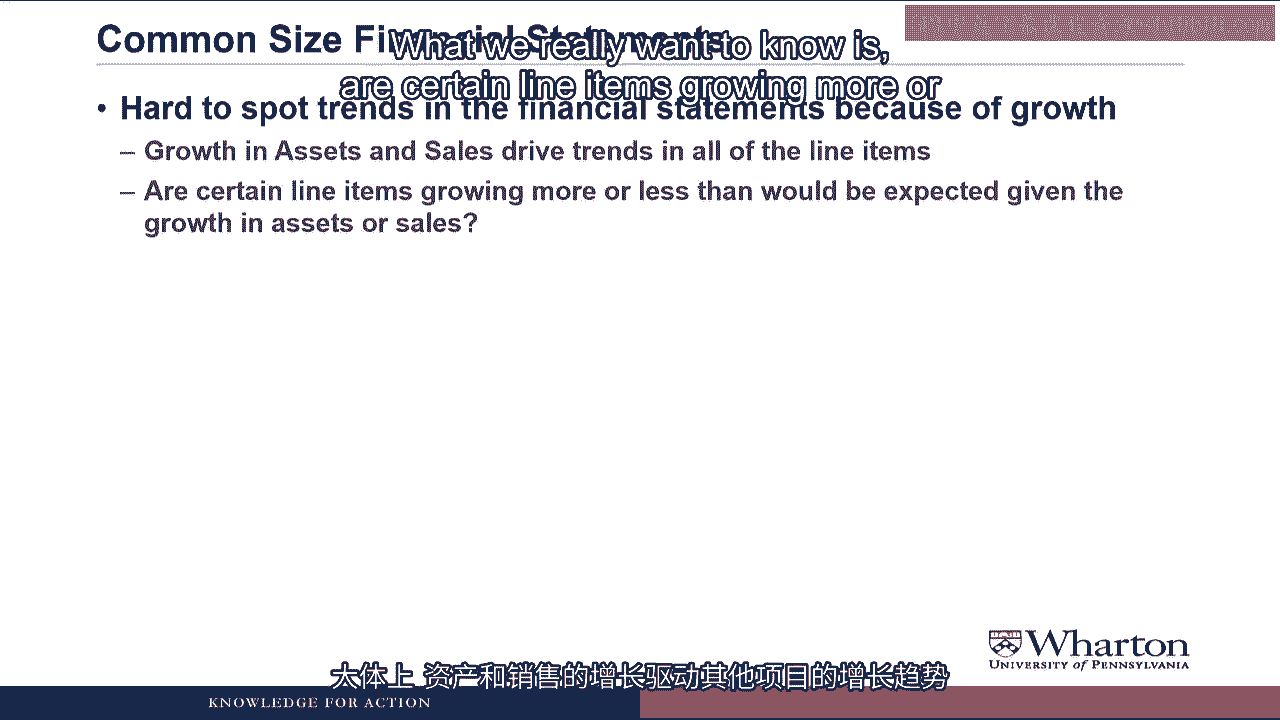 Common Size Financial Statements
What we really want to know is,
are certain line items growing more or
• Hard to spot trends in the financial statements because of growth
– Growth in Assets and Sales drive trends in all of the line items
– Are certain line items growing more or less than would be expected given the
growth in assets or sales?
Wharton
UNIVERSITY of PENNSYLVANIA
大体上 资产和销售的增长驱动其他项目的增长趋势
KNOWLEDGE FOR ACTION